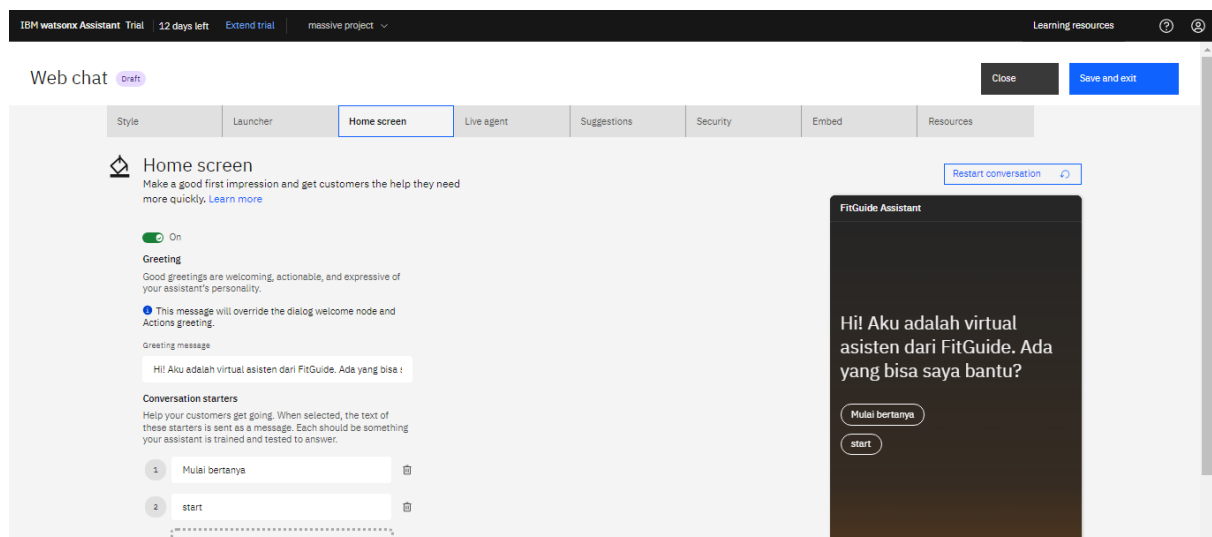 IBM watsonx Assistant Trial 12 days left Extend trial massive project Learning resources
Web chat Draft Close Save and exit
Style Launcher Home screen Live agent Suggestions Security Embed Resources
Home screen
Make a good first impression and get customers the help they need
more quickly. Learn more
On
Greeting
Good greetings are welcoming, actionable, and expressive of
your assistant's personality.
This message will override the dialog welcome node and
Actions greeting.
Greeting message
Hi! Aku adalah virtual asisten dari FitGuide. Ada yang bisa
Conversation starters
Help your customers get going. When selected, the text of
these starters is sent as a message. Each should be something
your assistant is trained and tested to answer.
1 Mulai bertanya
2 start
Restart conversation
FitGuide Assistant
Hi! Aku adalah virtual
asisten dari FitGuide. Ada
yang bisa saya bantu?
Mulai bertanya
start